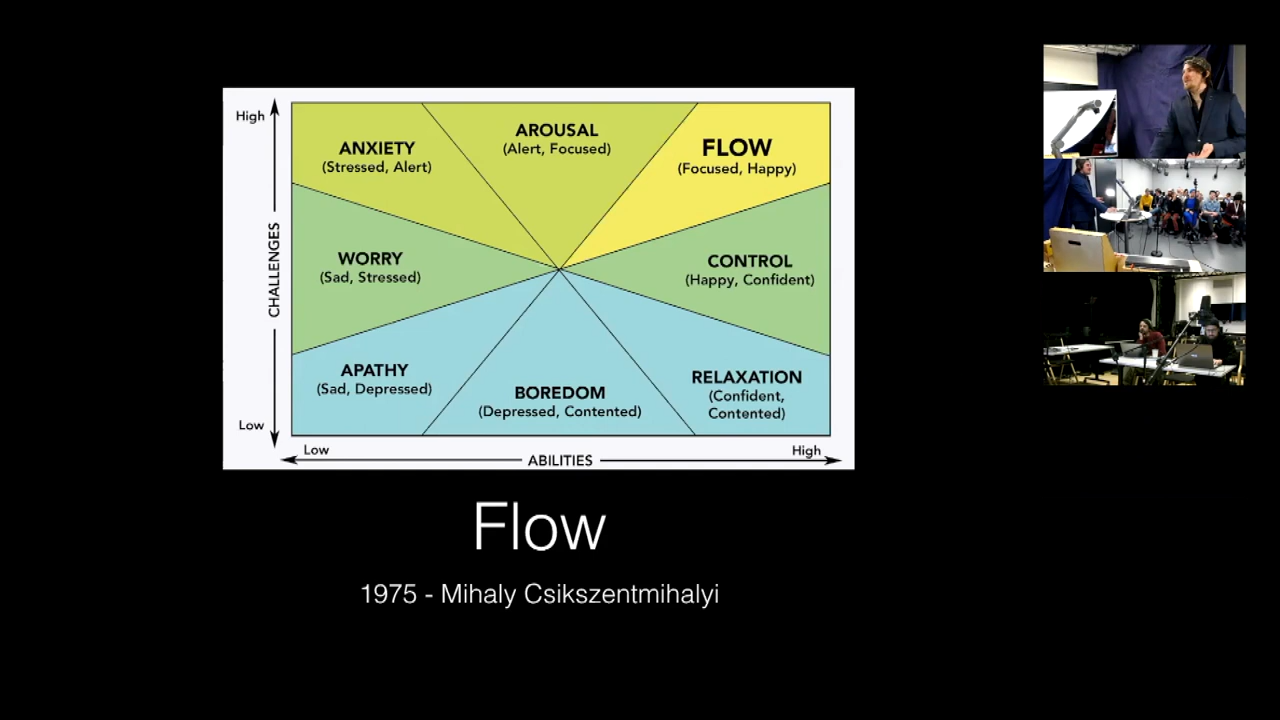 High
ANXIETY
(Stressed, Alert)
AROUSAL
(Alert, Focused)
FLOW
(Focused, Happy)
CHALLENGES
WORRY
(Sad, Stressed)
CONTROL
(Happy, Confident)
APATHY
(Sad, Depressed)
BOREDOM
(Depressed, Contented)
RELAXATION
(Confident,
Contented)
Low
Low
ABILITIES
High
Flow
1975 - Mihaly Csikszentmihalyi